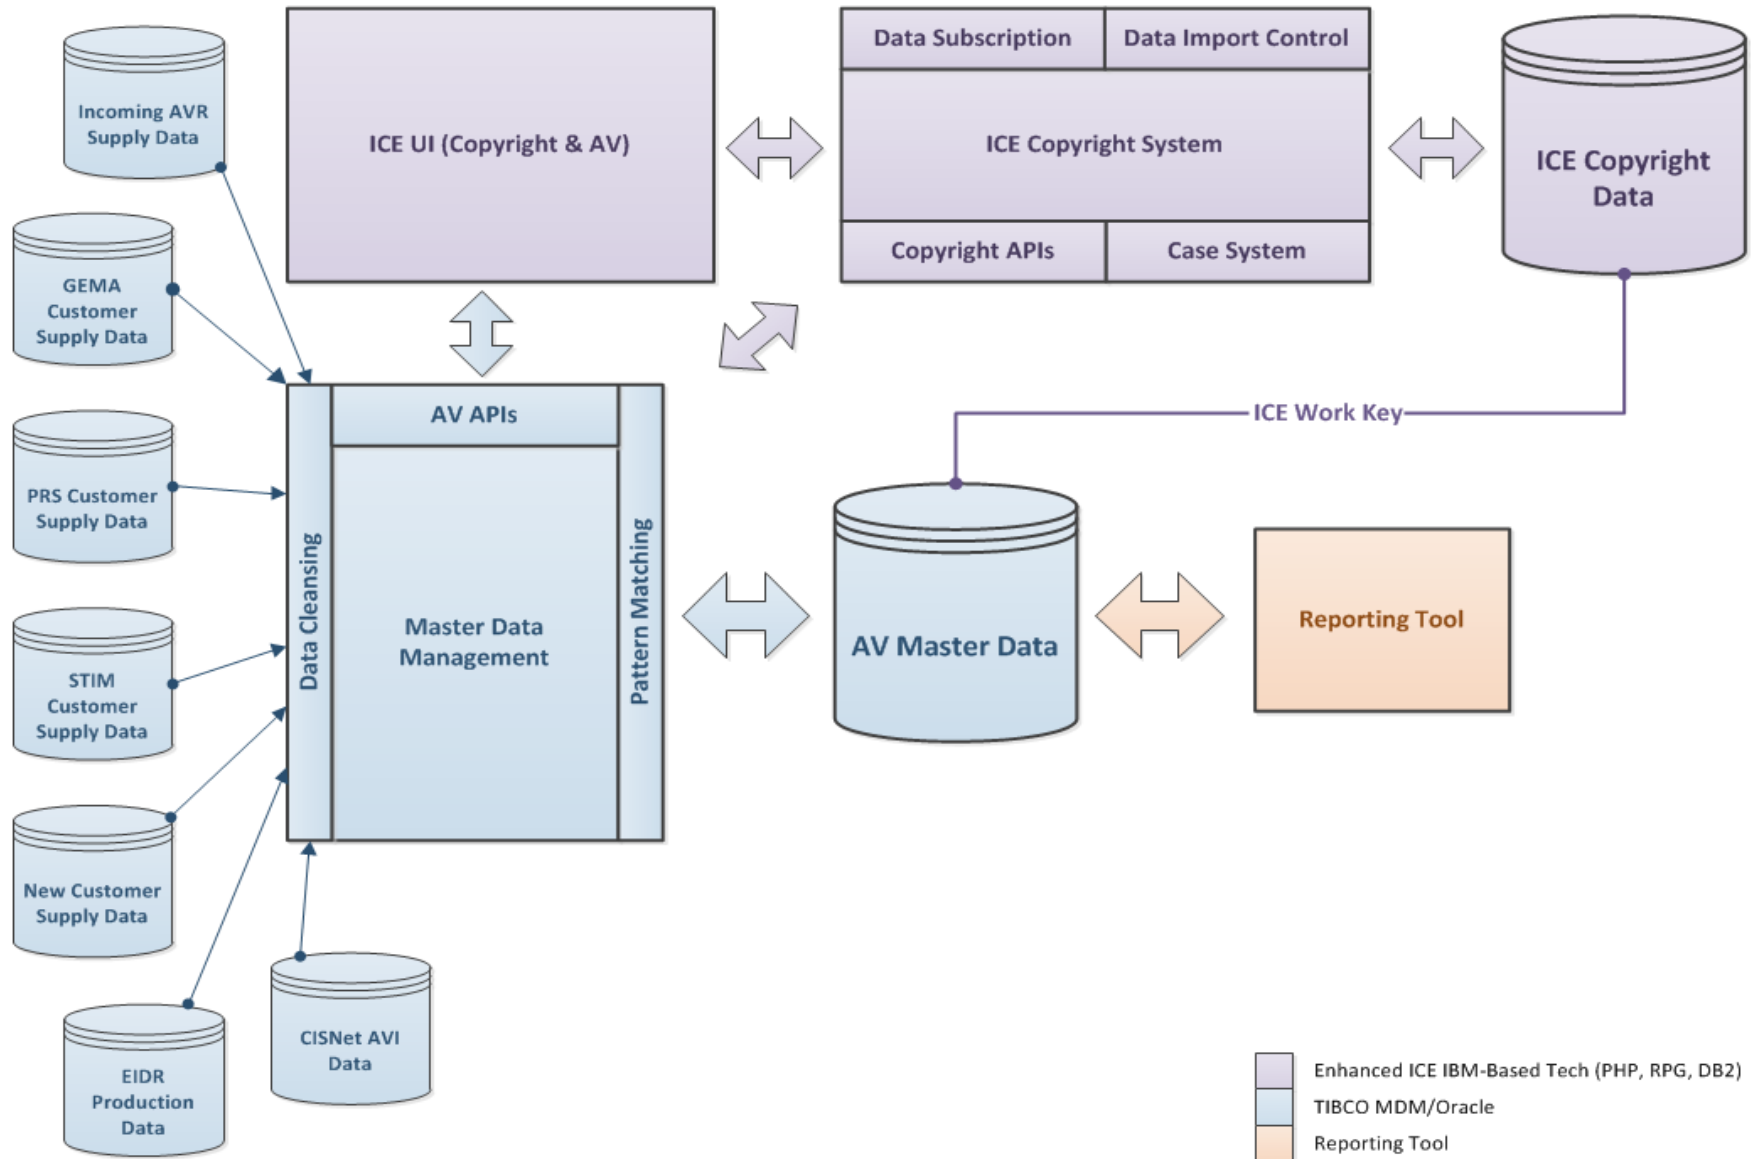 Incoming AVR
Supply Data
GEMA
Customer
Supply Data
PRS Customer
Supply Data
STIM
Customer
Supply Data
New Customer
Supply Data
EIDR
Production
Data
CISNet AVI
Data
ICE UI (Copyright & AV)
Data Subscription
Data Import Control
ICE Copyright System
Copyright APIs
Case System
ICE Copyright
Data
ICE Work Key
AV APIs
Data Cleansing
Master Data
Management
Pattern Matching
AV Master Data
Reporting Tool
Enhanced ICE IBM-Based Tech (PHP, RPG, DB2)
TIBCO MDM/Oracle
Reporting Tool